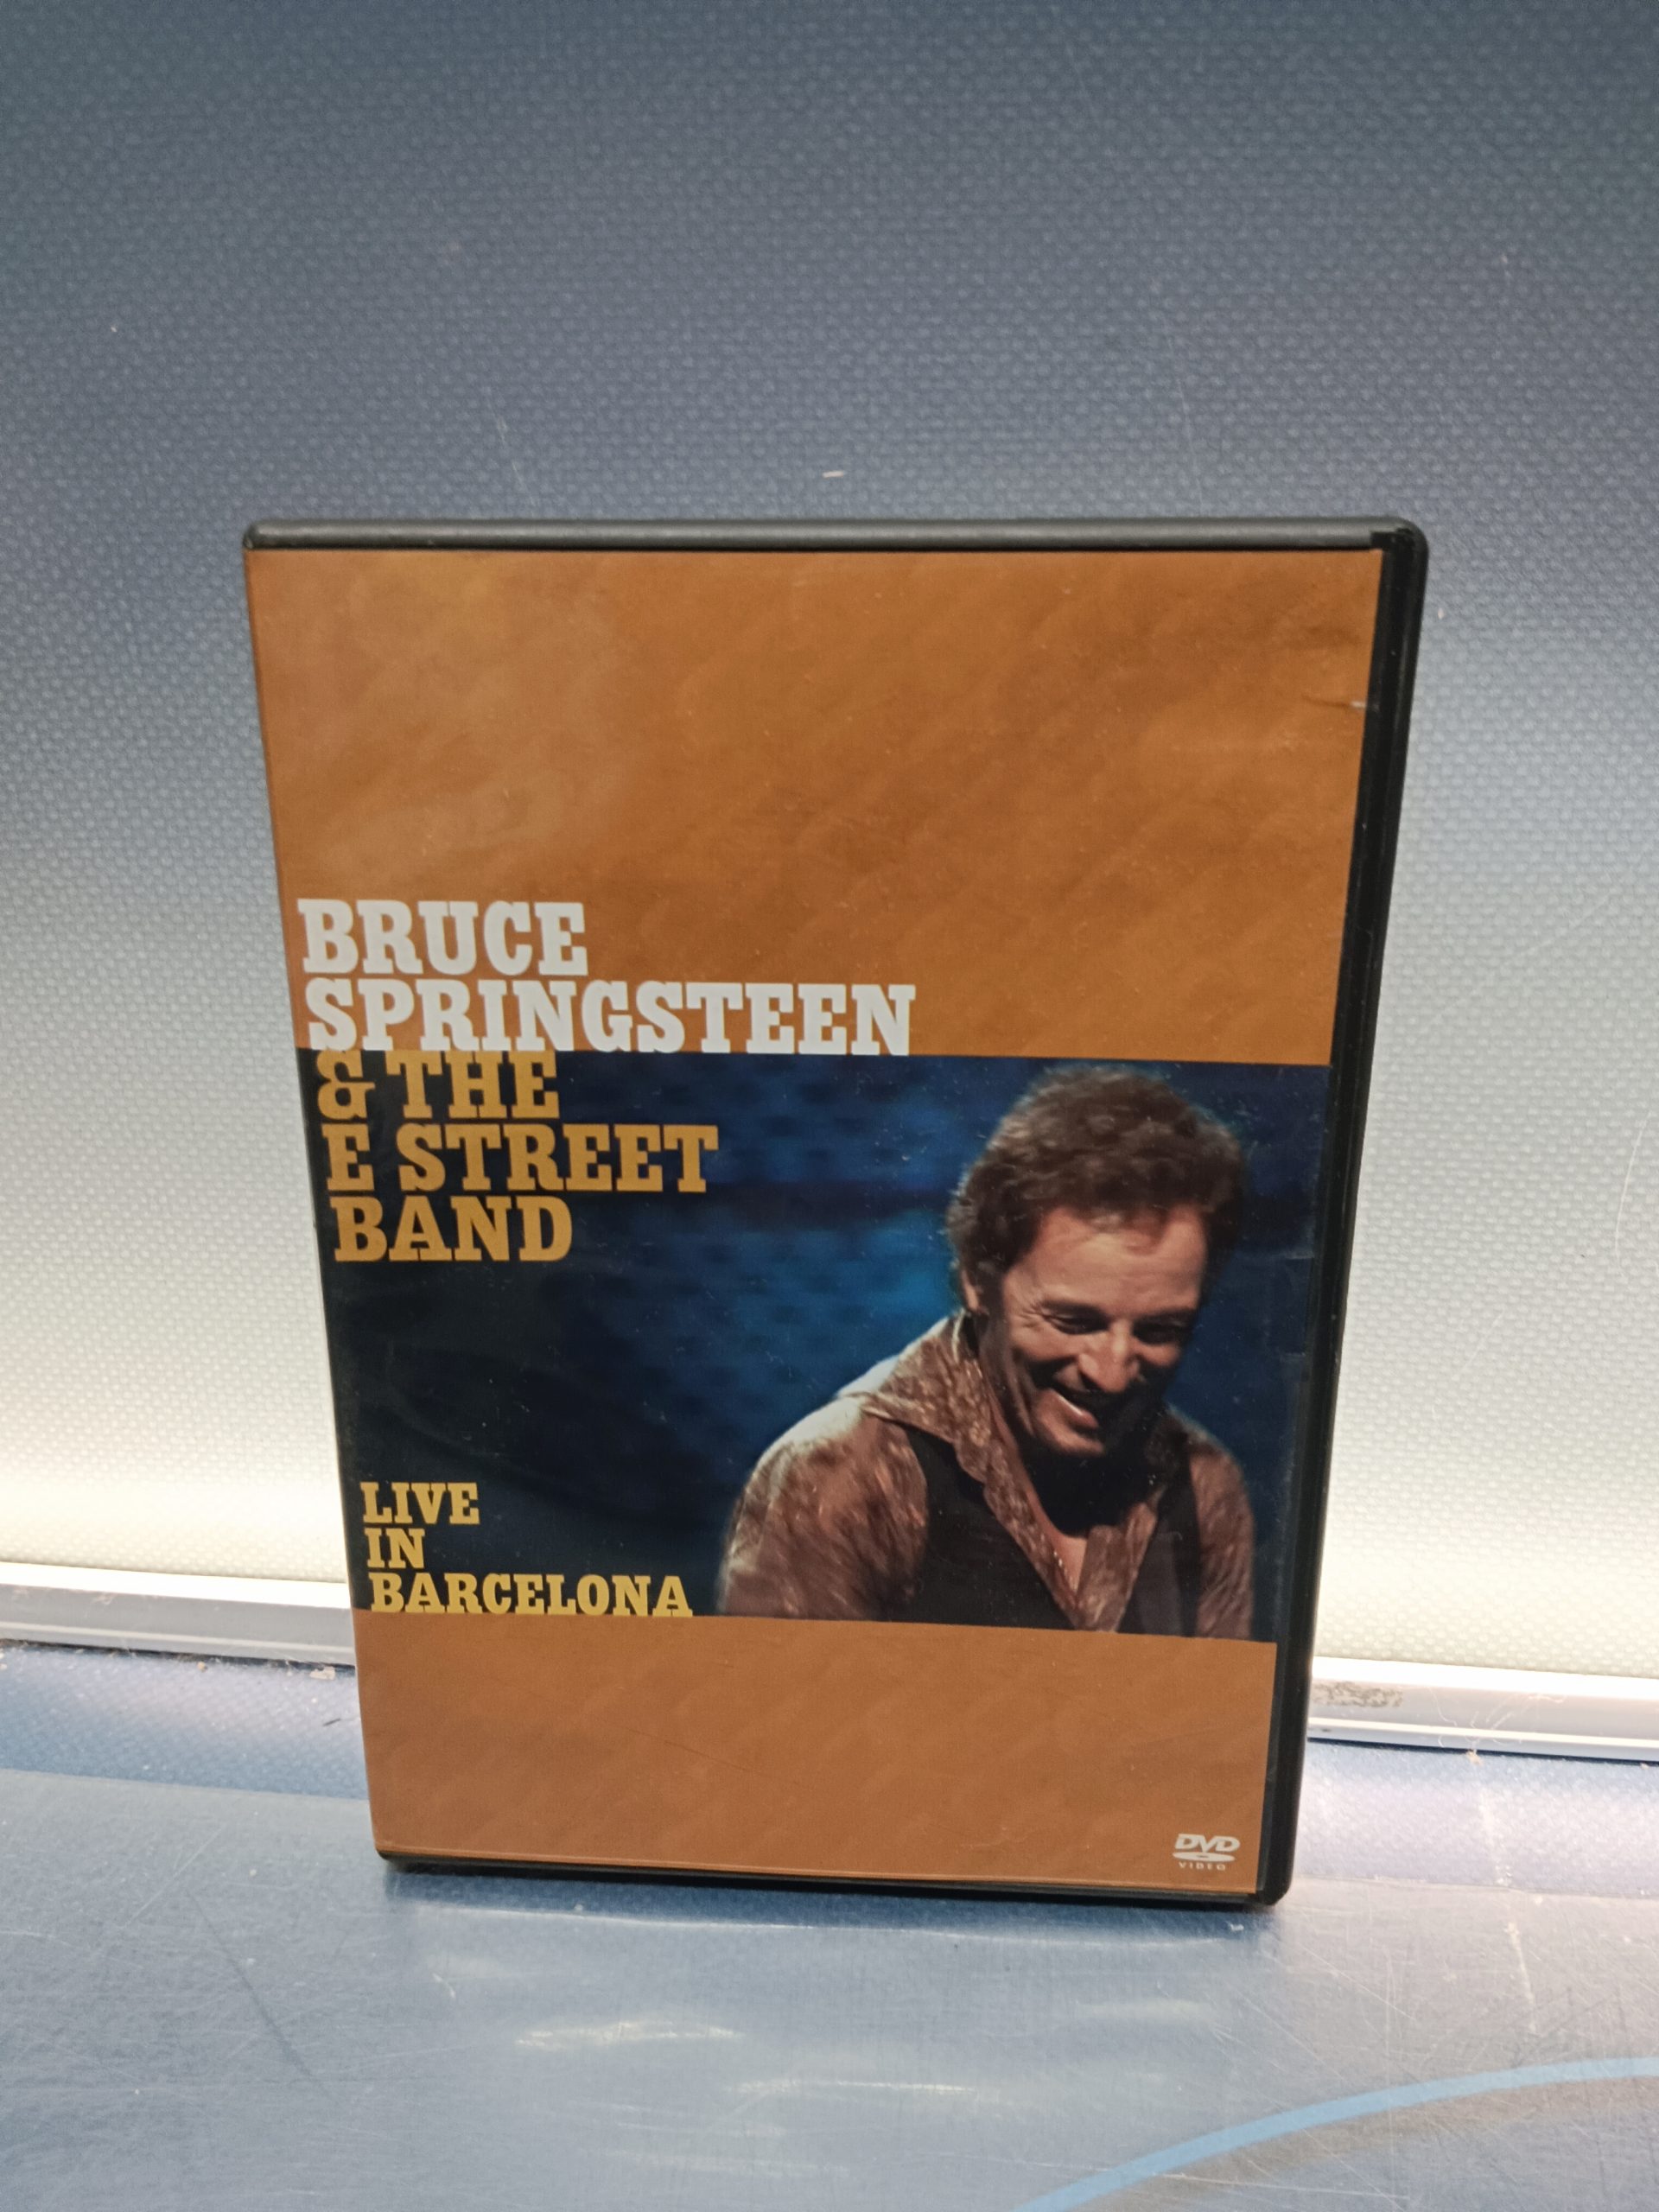 BRUCE
SPRINGSTEEN
& THE
E STREET
BAND
LIVE
IN
BARCELONA
DVD
VIDEO